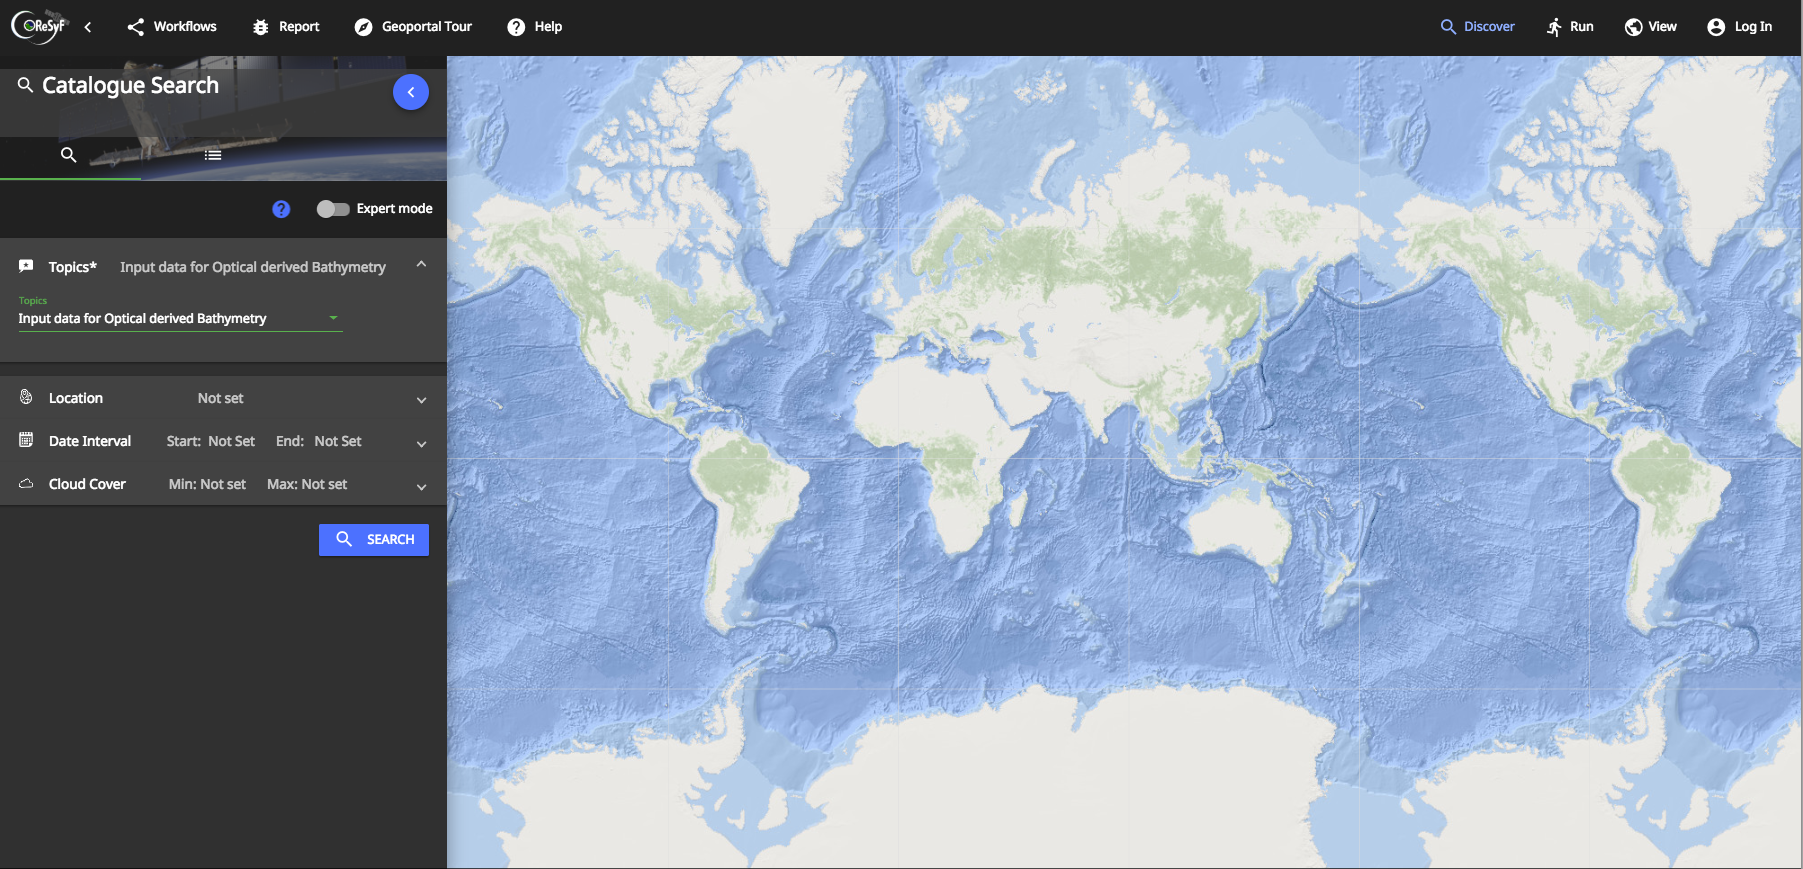 CoReSyF Workflows Report Geoportal Tour Help Discover Run View Log In
Catalogue Search
Expert mode
Topics* Input data for Optical derived Bathymetry
Topics
Input data for Optical derived Bathymetry
Location Not set
Date Interval Start: Not Set End: Not Set
Cloud Cover Min: Not set Max: Not set
SEARCH